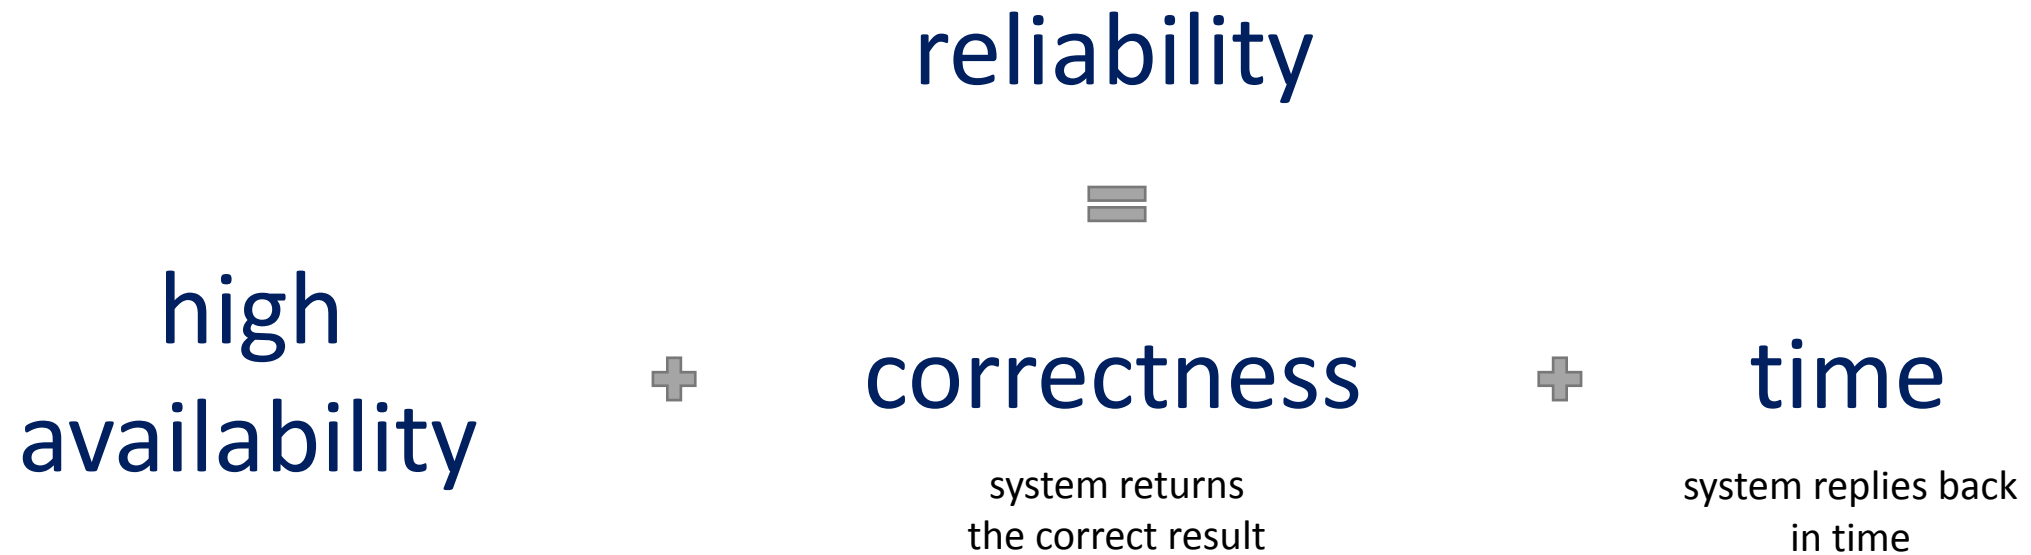 reliability
=
high
availability
+
correctness
+
time
system returns
the correct result
system replies back
in time